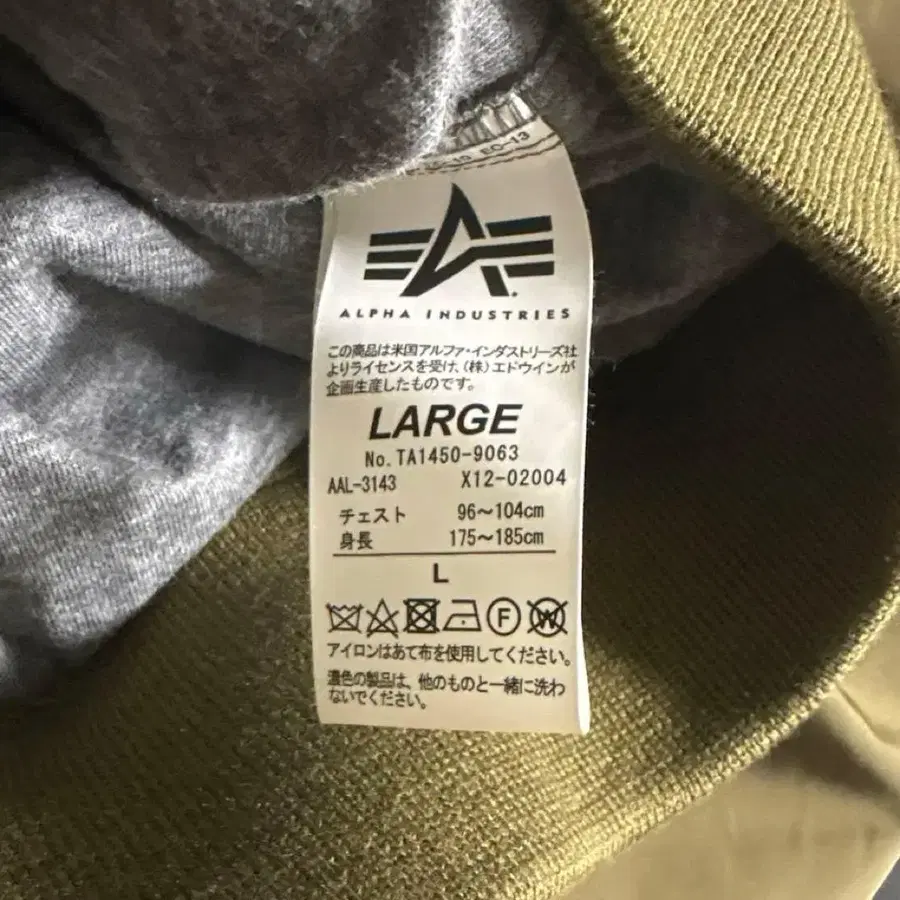 EC-13
ALPHA INDUSTRIES
この商品は米国アルファ・インダストリーズ社
よりライセンスを受け、(株)エドウインが
企画生産したものです。
LARGE
No. TA1450-9063
AAL-3143 X12-02004
チェスト 96～104cm
身長 175～185cm
L
F W
アイロンはあて布を使用してください。
濃色の製品は、他のものと一緒に洗わ
ないでください。